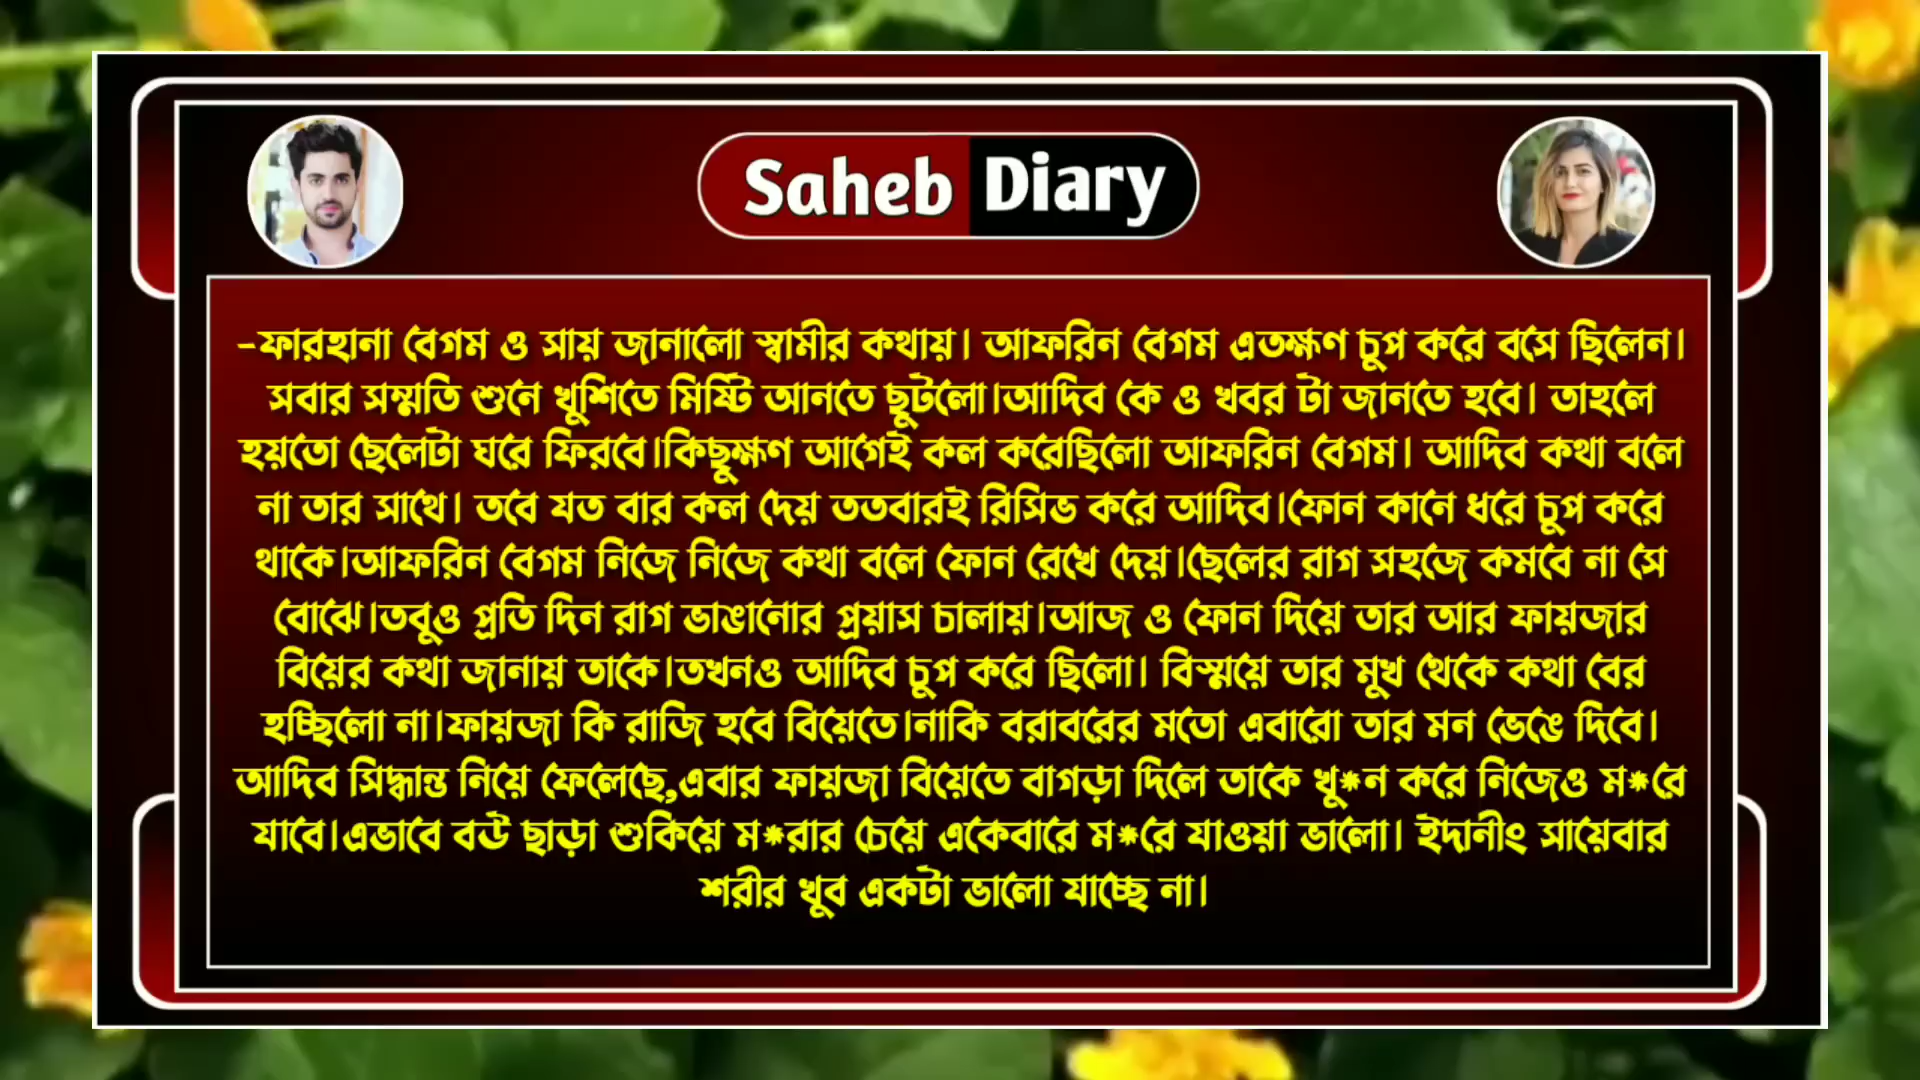 Saheb Diary
-ফারহানা বেগম ও সায় জানালো স্বামীর কথায়। আফরিন বেগম এতক্ষণ চুপ করে বসে ছিলেন।
সবার সম্মতি শুনে খুশিতে মিষ্টি আনতে ছুটলো।আদিব কে ও খবর টা জানতে হবে। তাহলে
হয়তো ছেলেটা ঘরে ফিরবে।কিছুক্ষণ আগেই কল করেছিলো আফরিন বেগম। আদিব কথা বলে
না তার সাথে। তবে যত বার কল দেয় ততবারই রিসিভ করে আদিব।ফোন কানে ধরে চুপ করে
থাকে।আফরিন বেগম নিজে নিজে কথা বলে ফোন রেখে দেয়।ছেলের রাগ সহজে কমবে না সে
বোঝে।তবুও প্রতি দিন রাগ ভাঙানোর প্রয়াস চালায়।আজ ও ফোন দিয়ে তার আর ফায়জার
বিয়ের কথা জানায় তাকে।তখনও আদিব চুপ করে ছিলো। বিস্ময়ে তার মুখ থেকে কথা বের
হচ্ছিলো না।ফায়জা কি রাজি হবে বিয়েতে।নাকি বরাবরের মতো এবারো তার মন ভেঙে দিবে।
আদিব সিদ্ধান্ত নিয়ে ফেলেছে,এবার ফায়জা বিয়েতে বাগড়া দিলে তাকে খু*ন করে নিজেও ম*রে
যাবে।এভাবে বউ ছাড়া শুকিয়ে ম*রার চেয়ে একেবারে ম*রে যাওয়া ভালো। ইদানীং সায়েবার
শরীর খুব একটা ভালো যাচ্ছে না।